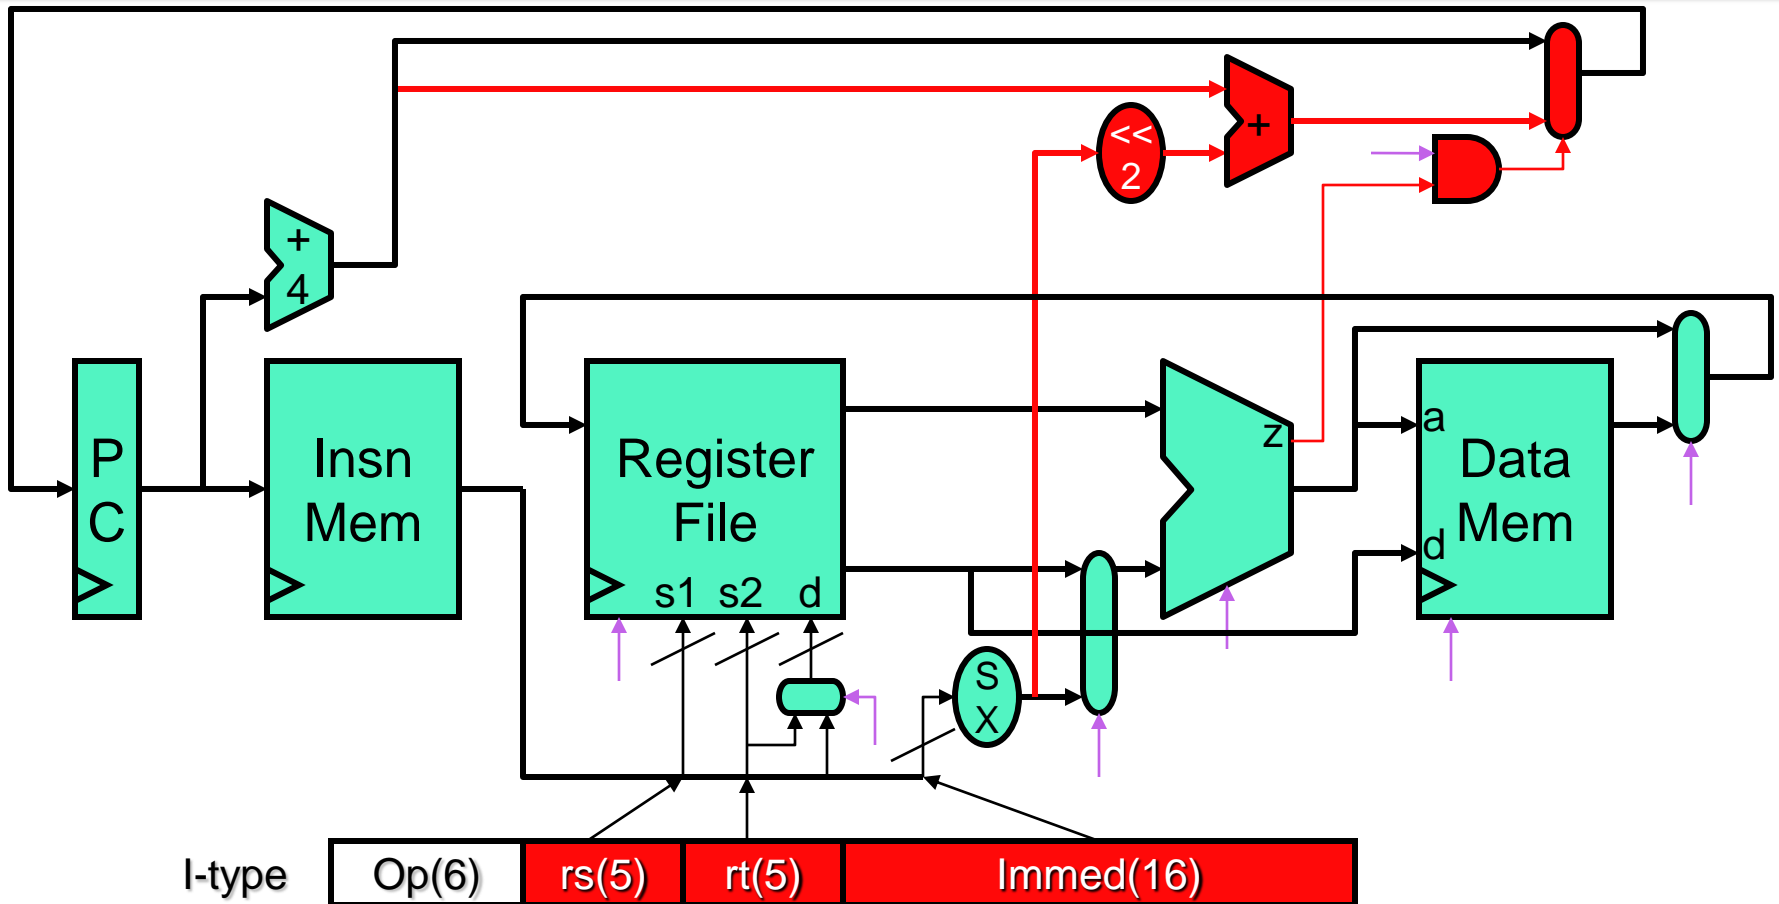 <<
2
+
+
4
P
C
Insn
Mem
Register
File
s1 s2 d
z
a
Data
Mem
d
S
X
I-type Op(6) rs(5) rt(5) Immed(16)